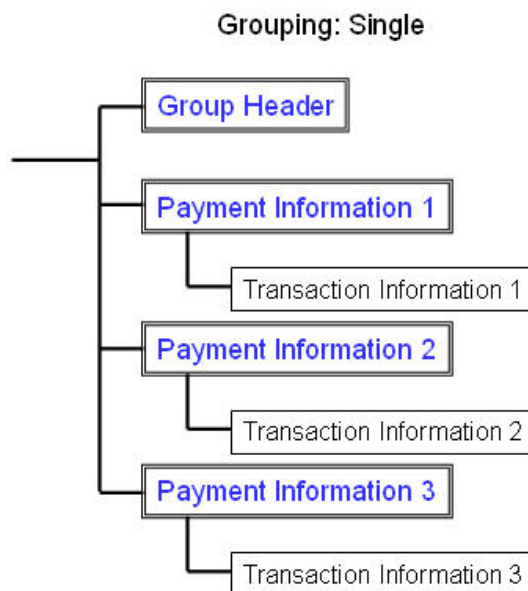 Grouping: Single
Group Header
Payment Information 1
Transaction Information 1
Payment Information 2
Transaction Information 2
Payment Information 3
Transaction Information 3